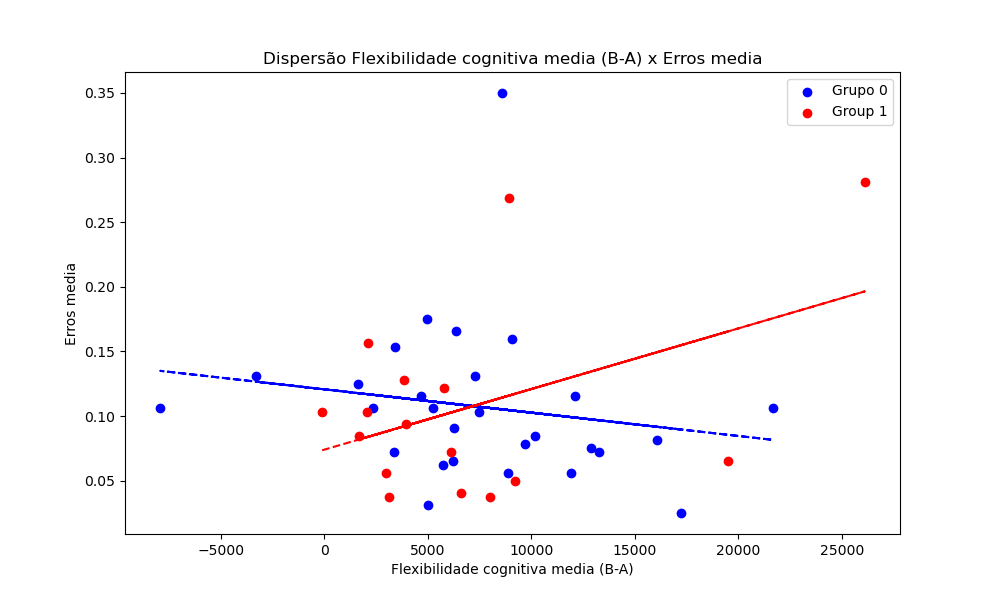 Dispersão Flexibilidade cognitiva media (B-A) x Erros media
Grupo 0
Group 1
Erros media
0.35
0.30
0.25
0.20
0.15
0.10
0.05
−5000
0
5000
10000
15000
20000
25000
Flexibilidade cognitiva media (B-A)